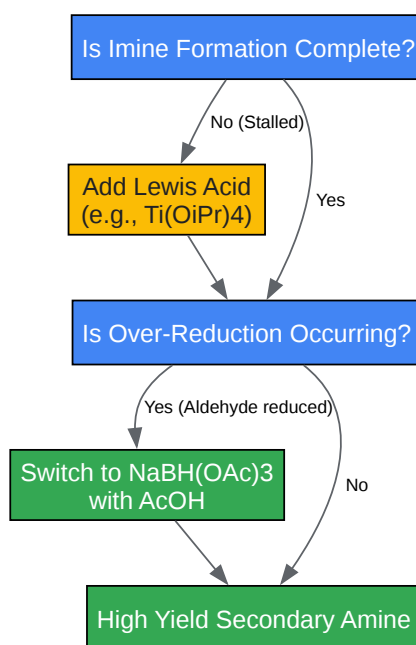 Is Imine Formation Complete?
No (Stalled)
Add Lewis Acid
(e.g., Ti(OiPr)4)
Yes
Is Over-Reduction Occurring?
Yes (Aldehyde reduced)
Switch to NaBH(OAc)3
with AcOH
No
High Yield Secondary Amine